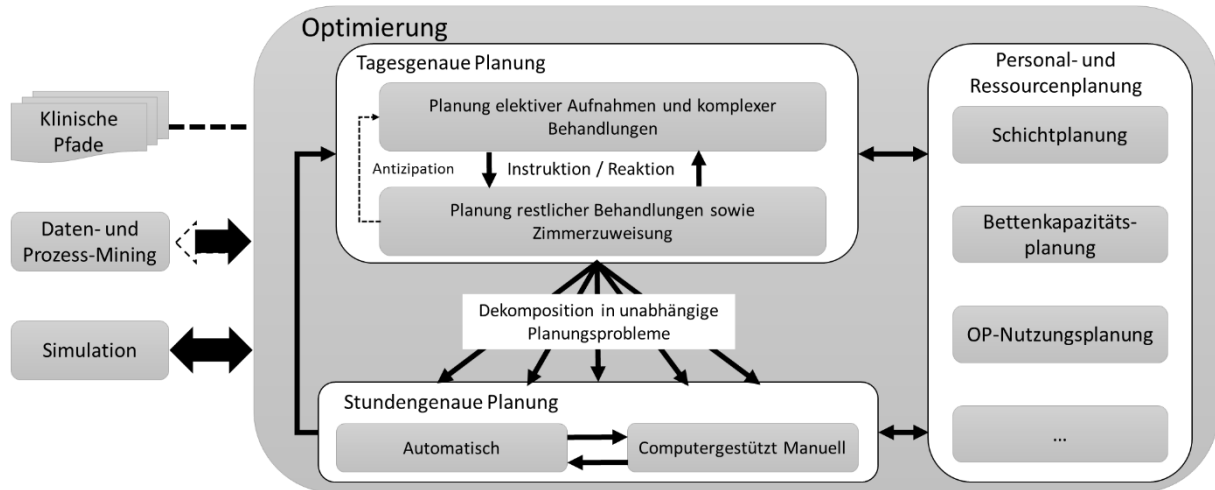 Optimierung
Klinische
Pfade
Daten- und
Prozess-Mining
Simulation
Tagesgenaue Planung
Planung elektiver Aufnahmen und komplexer
Behandlungen
Antizipation
Instruktion / Reaktion
Planung restlicher Behandlungen sowie
Zimmerzuweisung
Dekomposition in unabhängige
Planungsprobleme
Stundengenaue Planung
Automatisch
Computergestützt Manuell
Personal- und
Ressourcenplanung
Schichtplanung
Bettenkapazitäts-
planung
OP-Nutzungsplanung
...